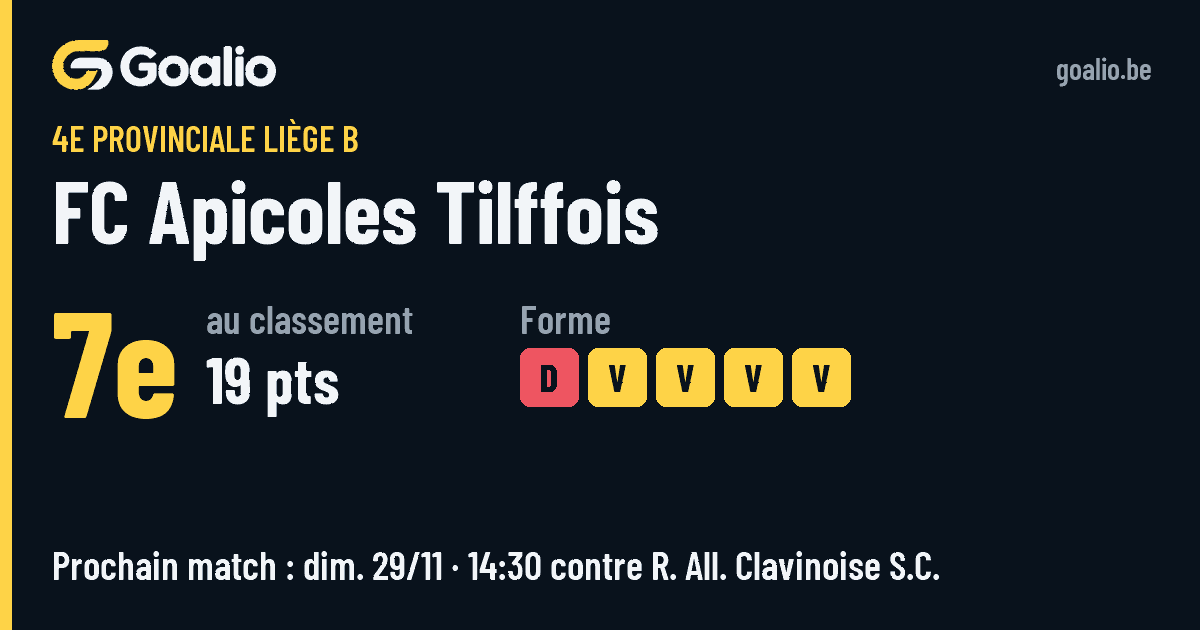 Goalio
goalio.be
4E PROVINCIALE LIÈGE B
FC Apicoles Tilffois
7e
au classement
19 pts
Forme
D V V V V
Prochain match : dim. 29/11 · 14:30 contre R. All. Clavinoise S.C.